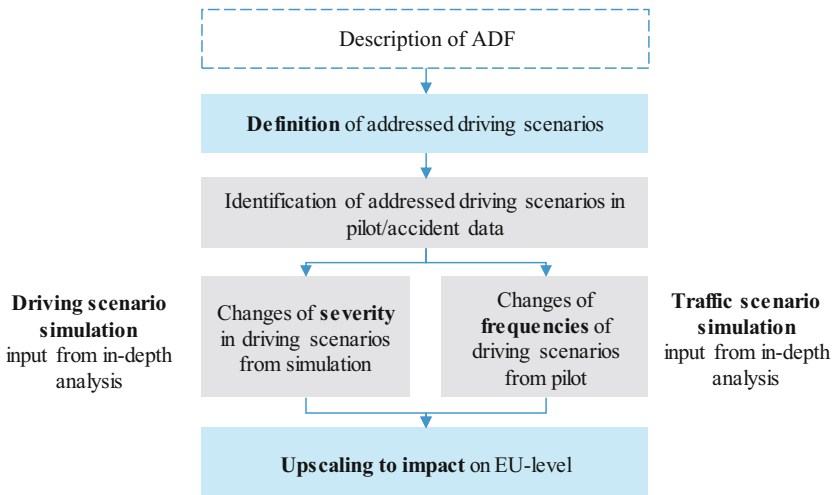 Description of ADF
Definition of addressed driving scenarios
Identification of addressed driving scenarios in
pilot/accident data
Driving scenario
simulation
input from in-depth
analysis
Changes of severity
in driving scenarios
from simulation
Changes of
frequencies of
driving scenarios
from pilot
Traffic scenario
simulation
input from in-depth
analysis
Upscaling to impact on EU-level